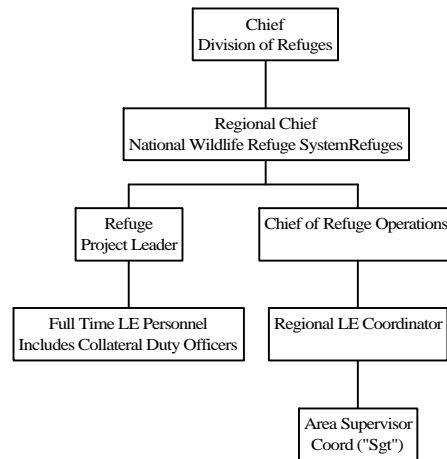 Chief
Division of Refuges
Regional Chief
National Wildlife Refuge SystemRefuges
Refuge
Project Leader
Chief of Refuge Operations
Full Time LE Personnel
Includes Collateral Duty Officers
Regional LE Coordinator
Area Supervisor
Coord ("Sgt")